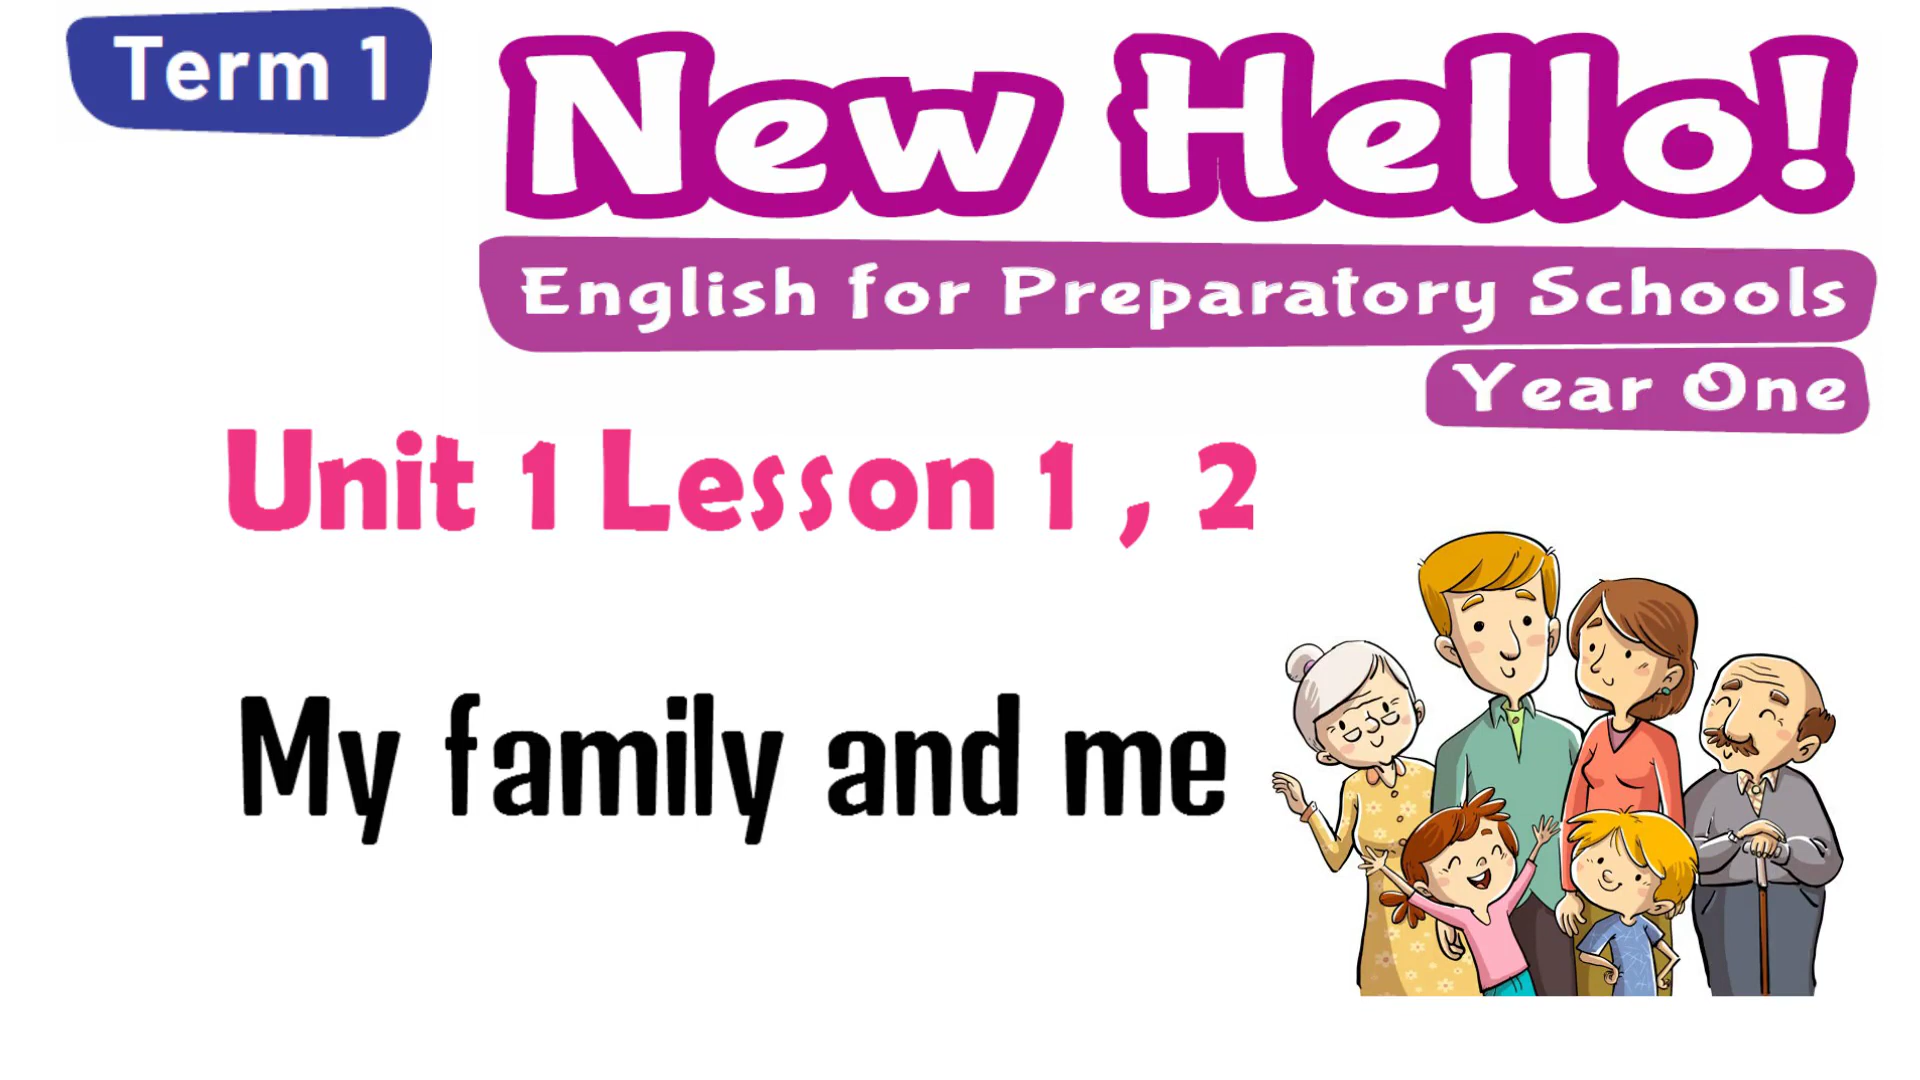 Term 1
New Hello!
English for Preparatory Schools
Year One
Unit 1 Lesson 1 , 2
My family and me